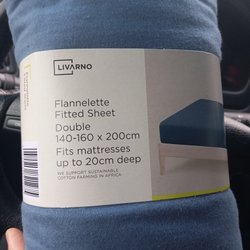 LIVARNO
Flannelette
Fitted Sheet
Double
140-160 x 200cm
Fits mattresses
up to 20cm deep
WE SUPPORT SUSTAINABLE
COTTON FARMING IN AFRICA